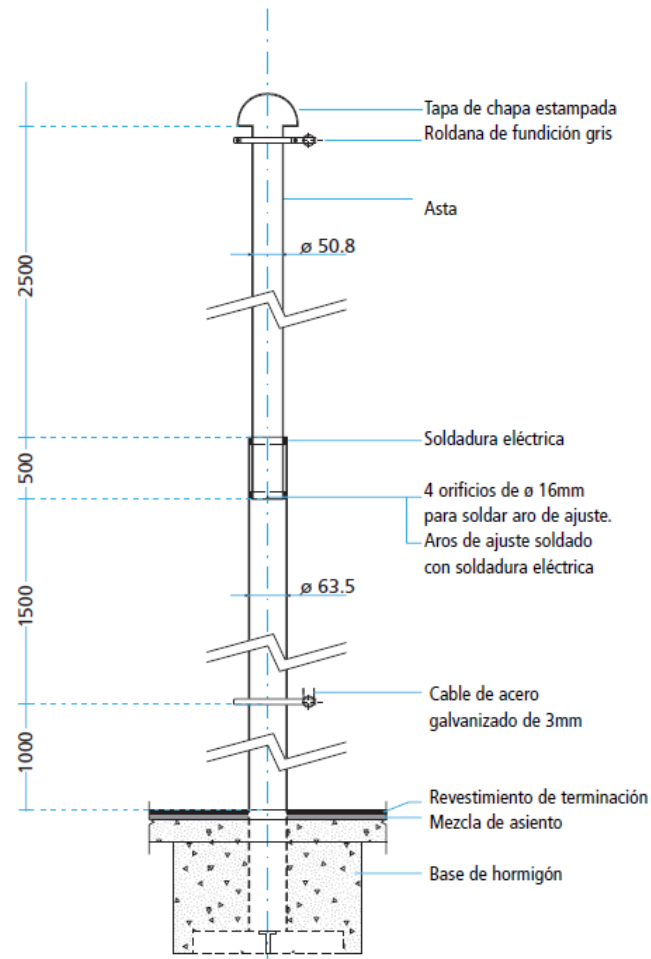 Tapa de chapa estampada
Roldana de fundición gris
Asta
ø 50.8
2500
Soldadura eléctrica
500
4 orificios de ø 16mm
para soldar aro de ajuste.
Aros de ajuste soldado
con soldadura eléctrica
ø 63.5
1500
Cable de acero
galvanizado de 3mm
1000
Revestimiento de terminación
Mezcla de asiento
Base de hormigón